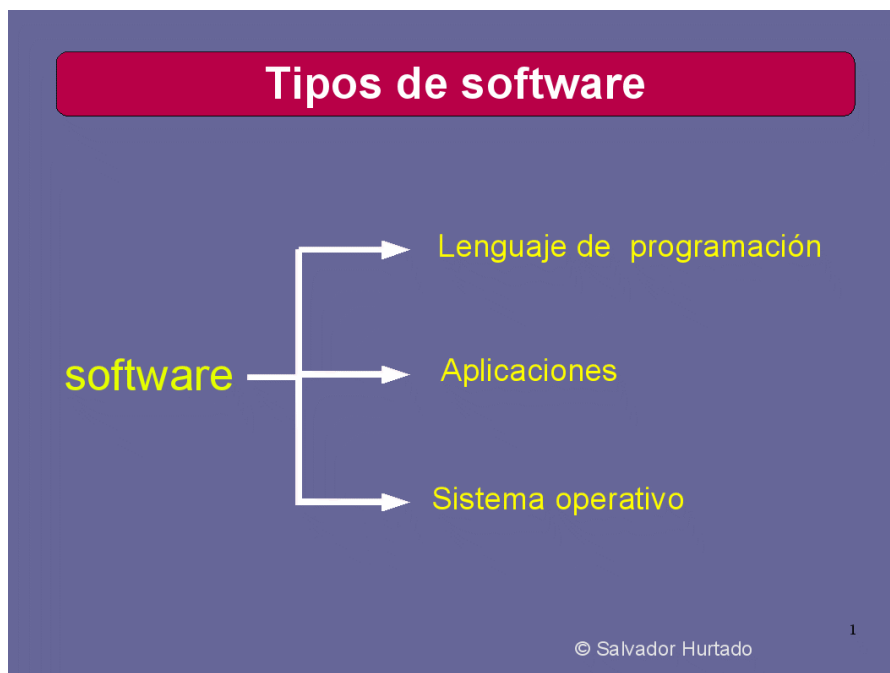 Tipos de software
Lenguaje de programación
software
Aplicaciones
Sistema operativo
1
© Salvador Hurtado